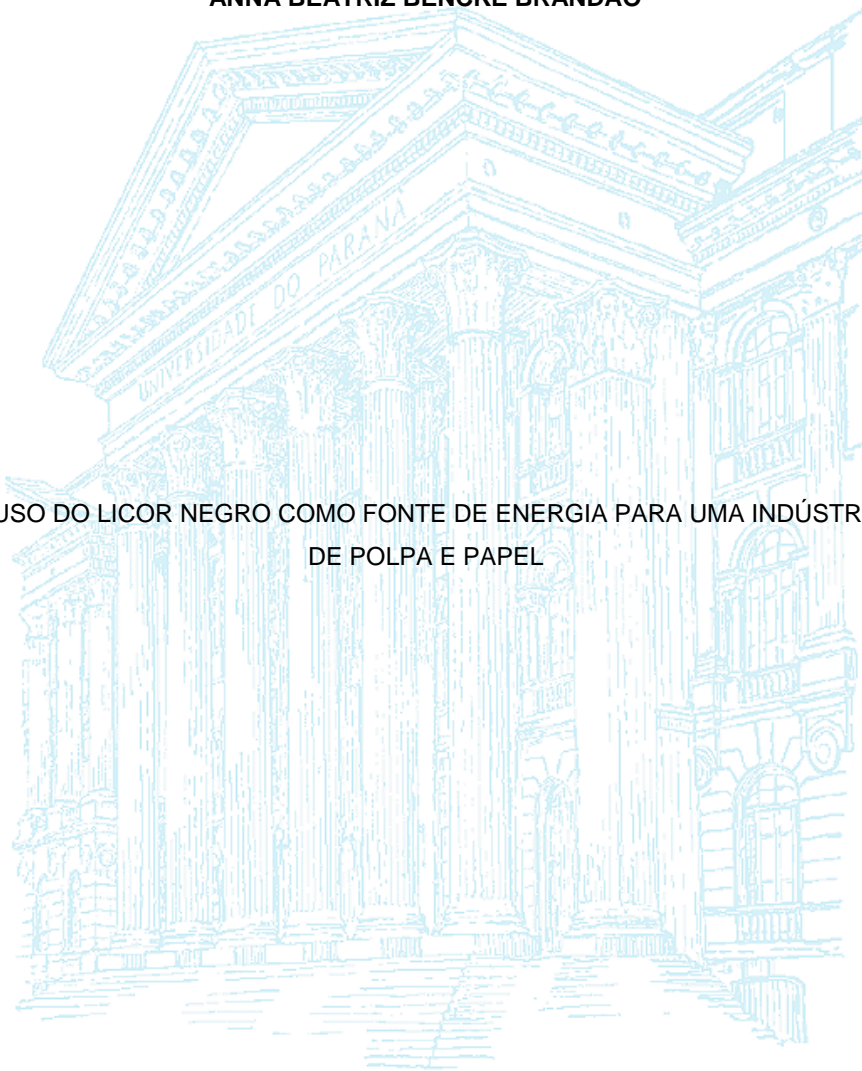 ANNA BEATRIZ BENCKE BRANDÃO
UNIVERSIDADE DO PARANÁ
USO DO LICOR NEGRO COMO FONTE DE ENERGIA PARA UMA INDÚSTR
DE POLPA E PAPEL